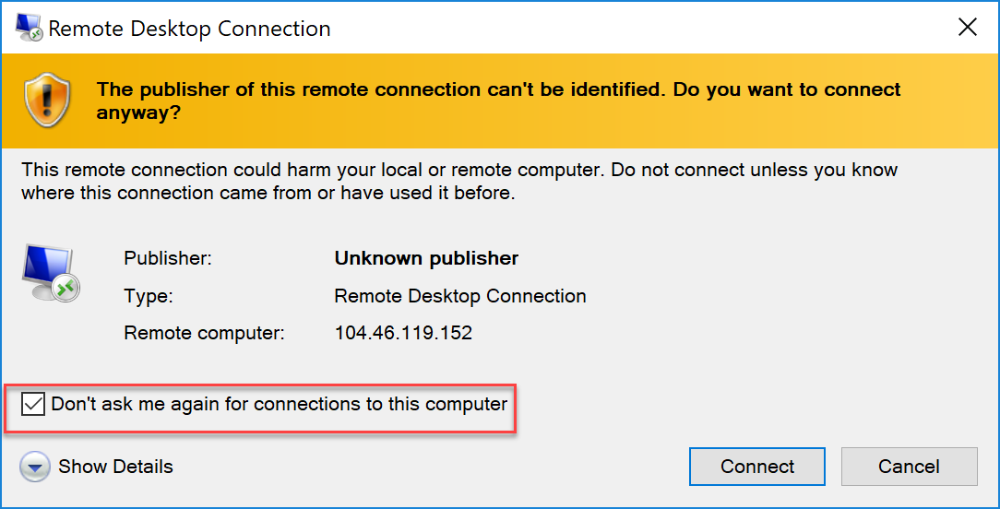 Remote Desktop Connection
The publisher of this remote connection can't be identified. Do you want to connect
anyway?
This remote connection could harm your local or remote computer. Do not connect unless you know
where this connection came from or have used it before.
Publisher: Unknown publisher
Type: Remote Desktop Connection
Remote computer: 104.46.119.152
Don't ask me again for connections to this computer
Show Details Connect Cancel